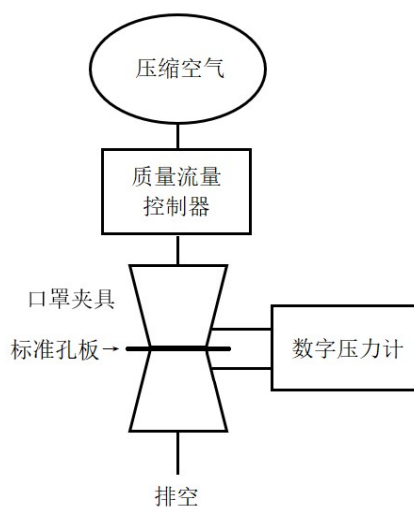 压缩空气
质量流量
控制器
口罩夹具
标准孔板→
数字压力计
排空